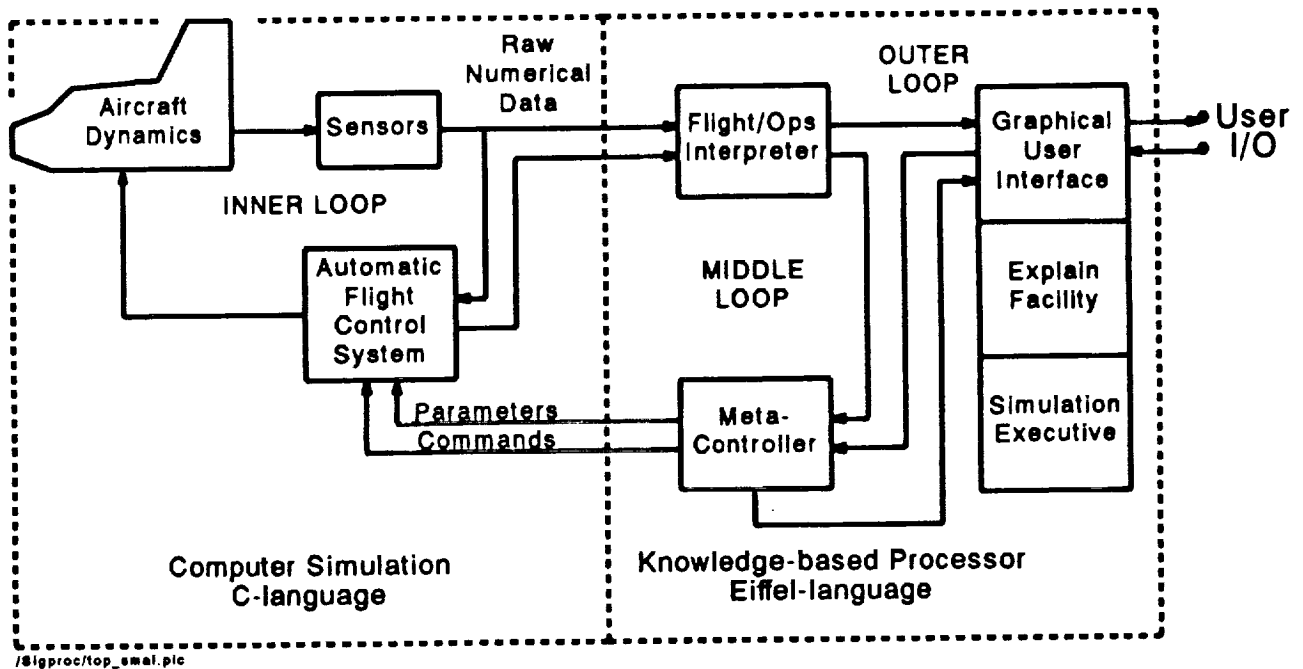 Raw
Numerical
Data
OUTER
LOOP
Aircraft
Dynamics
Sensors
Flight/Ops
Interpreter
Graphical
User
Interface
User
I/O
INNER LOOP
Automatic
Flight
Control
System
MIDDLE
LOOP
Explain
Facility
Parameters
Commands
Meta-
Controller
Simulation
Executive
Computer Simulation
C-language
Knowledge-based Processor
Eiffel-language
/Sigproc/top_smal.pic